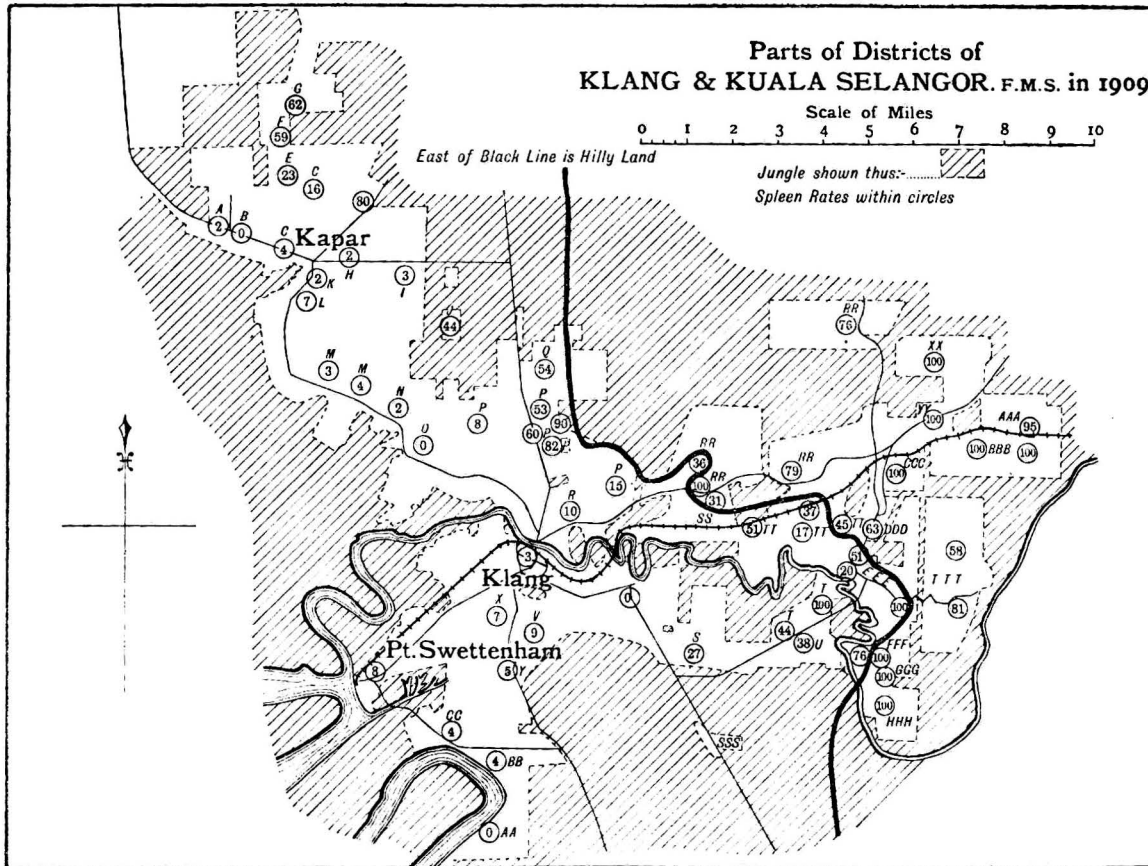 Parts of Districts of
KLANG & KUALA SELANGOR. F.M.S. in 1909
Scale of Miles
0 1 2 3 4 5 6 7 8 9 10
East of Black Line is Hilly Land
Jungle shown thus:-
Spleen Rates within circles
G
62
F
59
E
23
C
16
80
A
2
B
0
C
4
Kapar
2
H
3
I
2 K
7 L
44
M
3
M
4
N
2
O
0
P
8
Q
54
P
53
90
60
82
P
15
R
10
RR
36
RR
100
31
RR
79
RR
76
XX
100
YY
100
AAA
95
100 BBB
100
CCC
100
SS
51 TT
37
17 TT
45 TT
63 DDD
51
20
58
TTT
81
3
Klang
0
X
7
V
9
Pt. Swettenham
8
5 Y
S
27
T
44
38 U
T
100
100
76
FFF
100
GGG
100
100
HHH
CC
4
4 BB
SSS
0 AA